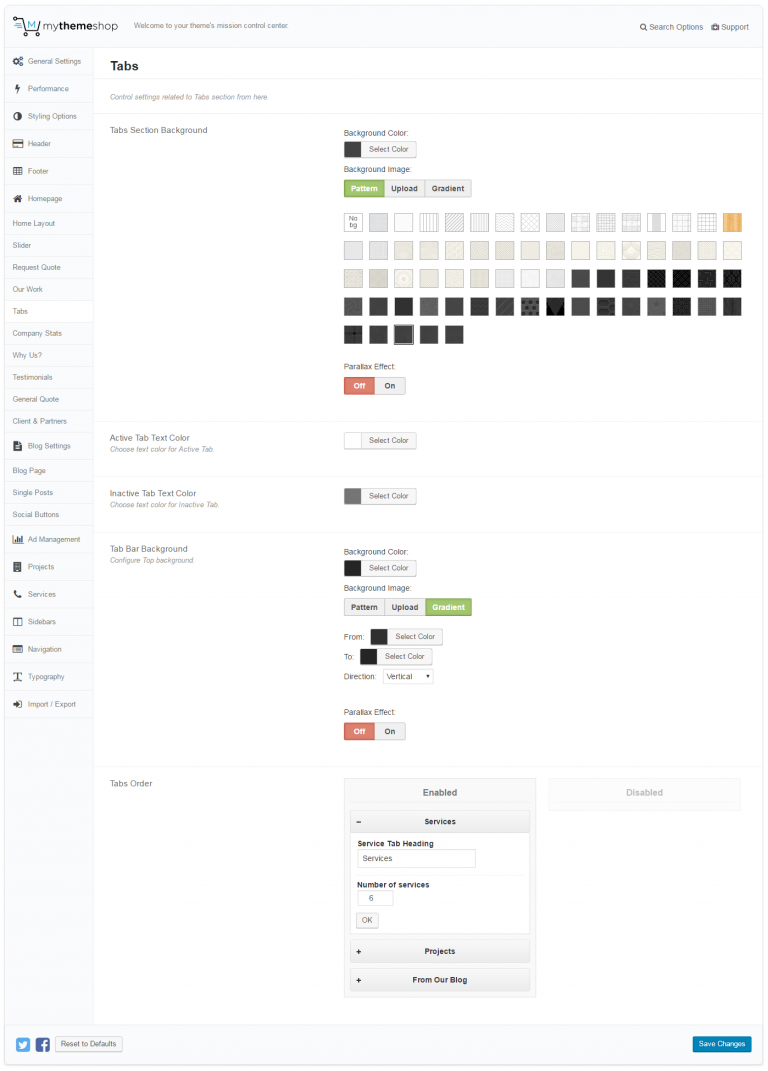 mythemeshop
Welcome to your theme's mission control center.
Search Options
Support
General Settings
Performance
Styling Options
Header
Footer
Homepage
Home Layout
Slider
Request Quote
Our Work
Tabs
Company Stats
Why Us?
Testimonials
General Quote
Client & Partners
Blog Settings
Blog Page
Single Posts
Social Buttons
Ad Management
Projects
Services
Sidebars
Navigation
Typography
Import / Export
Tabs
Control settings related to Tabs section from here.
Tabs Section Background
Background Color:
Select Color
Background Image:
Pattern Upload Gradient
No
bg
Parallax Effect:
Off On
Active Tab Text Color
Choose text color for Active Tab.
Select Color
Inactive Tab Text Color
Choose text color for Inactive Tab.
Select Color
Tab Bar Background
Configure Top background.
Background Color:
Select Color
Background Image:
Pattern Upload Gradient
From: Select Color
To: Select Color
Direction: Vertical
Parallax Effect:
Off On
Tabs Order
Enabled
− Services
Service Tab Heading
Services
Number of services
6
OK
+ Projects
+ From Our Blog
Disabled
Reset to Defaults
Save Changes